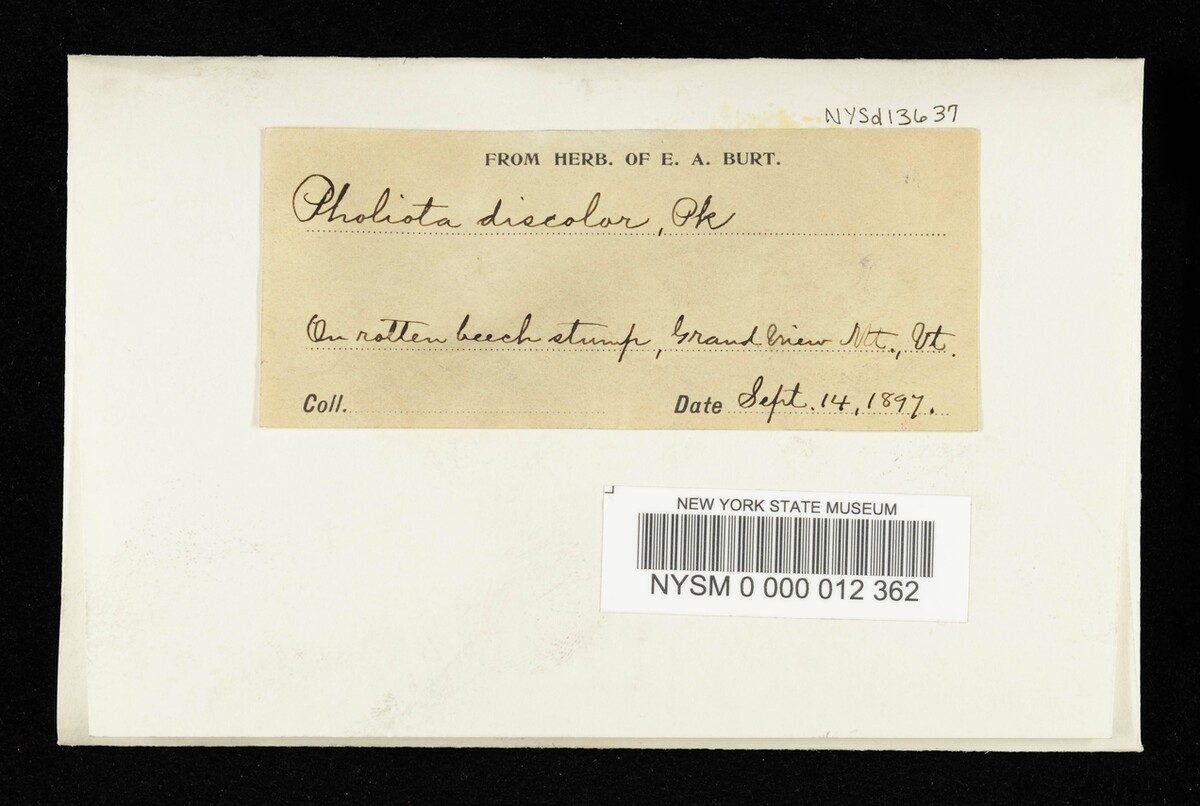 NYSd13637
FROM HERB. OF E. A. BURT.
Pholiota discolor, Pk
On rotten beech stump, Grand View Mt., Vt.
Coll.
Date Sept. 14, 1897.
NEW YORK STATE MUSEUM
NYSM 0 000 012 362